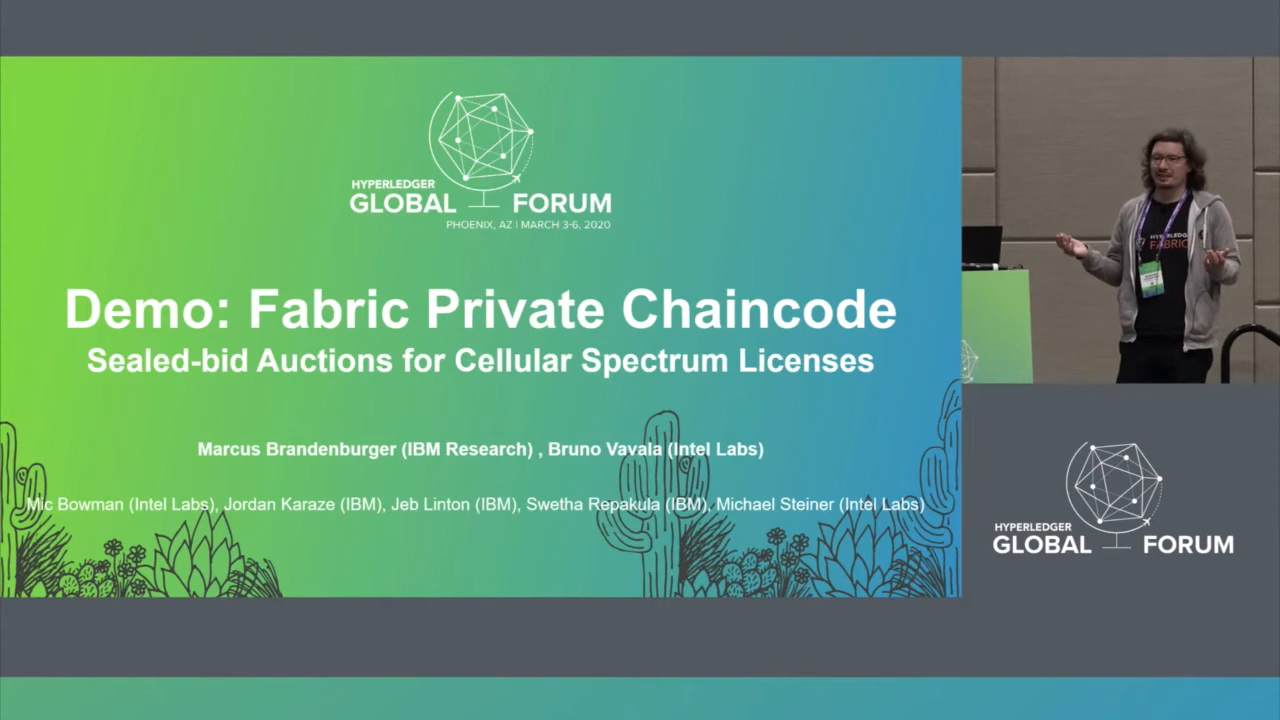 HYPERLEDGER
GLOBAL FORUM
PHOENIX, AZ | MARCH 3-6, 2020
Demo: Fabric Private Chaincode
Sealed-bid Auctions for Cellular Spectrum Licenses
Marcus Brandenburger (IBM Research) , Bruno Vavala (Intel Labs)
Mic Bowman (Intel Labs), Jordan Karaze (IBM), Jeb Linton (IBM), Swetha Repakula (IBM), Michael Steiner (Intel Labs)
HYPERLEDGER
FABRIC
HYPERLEDGER
GLOBAL FORUM